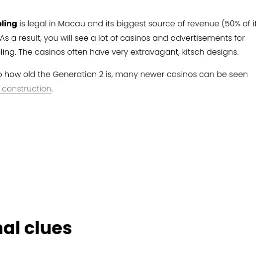 ling is legal in Macau and its biggest source of revenue (50% of it
As a result, you will see a lot of casinos and advertisements for
ling. The casinos often have very extravagant, kitsch designs.
o how old the Generation 2 is, many newer casinos can be seen
construction.
nal clues